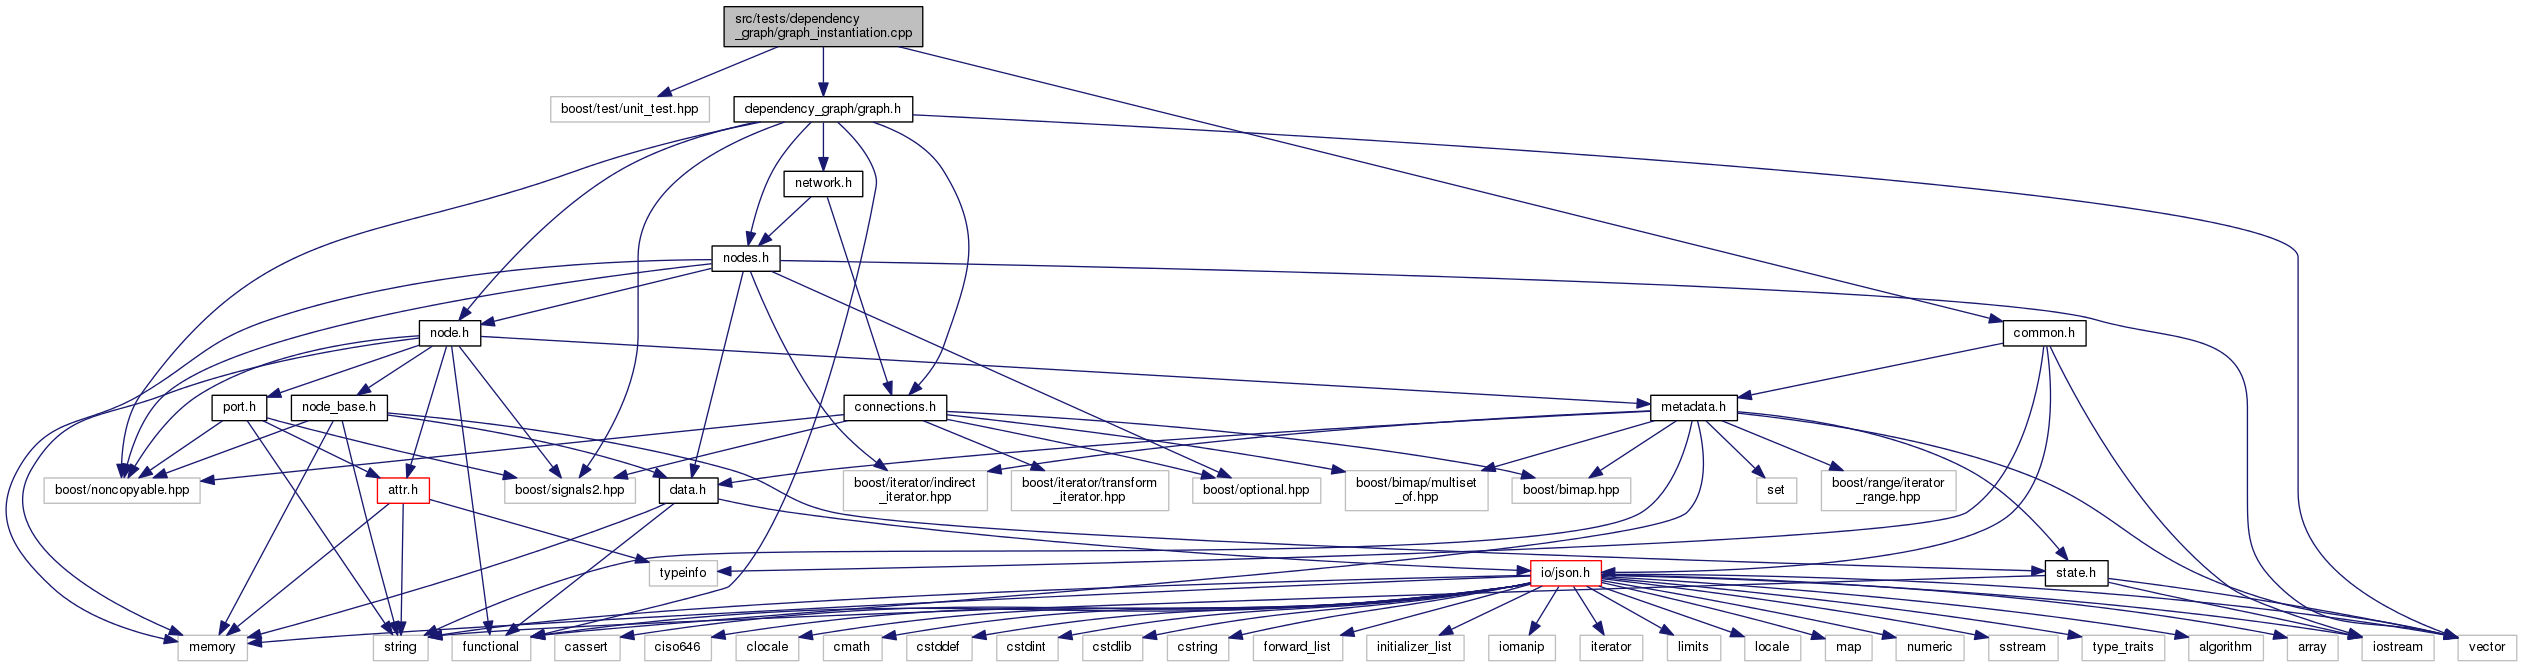 src/tests/dependency
_graph/graph_instantiation.cpp
boost/test/unit_test.hpp
dependency_graph/graph.h
network.h
nodes.h
node.h
common.h
port.h
node_base.h
connections.h
metadata.h
boost/noncopyable.hpp
attr.h
boost/signals2.hpp
data.h
boost/iterator/indirect
_iterator.hpp
boost/iterator/transform
_iterator.hpp
boost/optional.hpp
boost/bimap/multiset
_of.hpp
boost/bimap.hpp
set
boost/range/iterator
_range.hpp
typeinfo
io/json.h
state.h
memory
string
functional
cassert
ciso646
clocale
cmath
cstddef
cstdint
cstdlib
cstring
forward_list
initializer_list
iomanip
iterator
limits
locale
map
numeric
sstream
type_traits
algorithm
array
iostream
vector